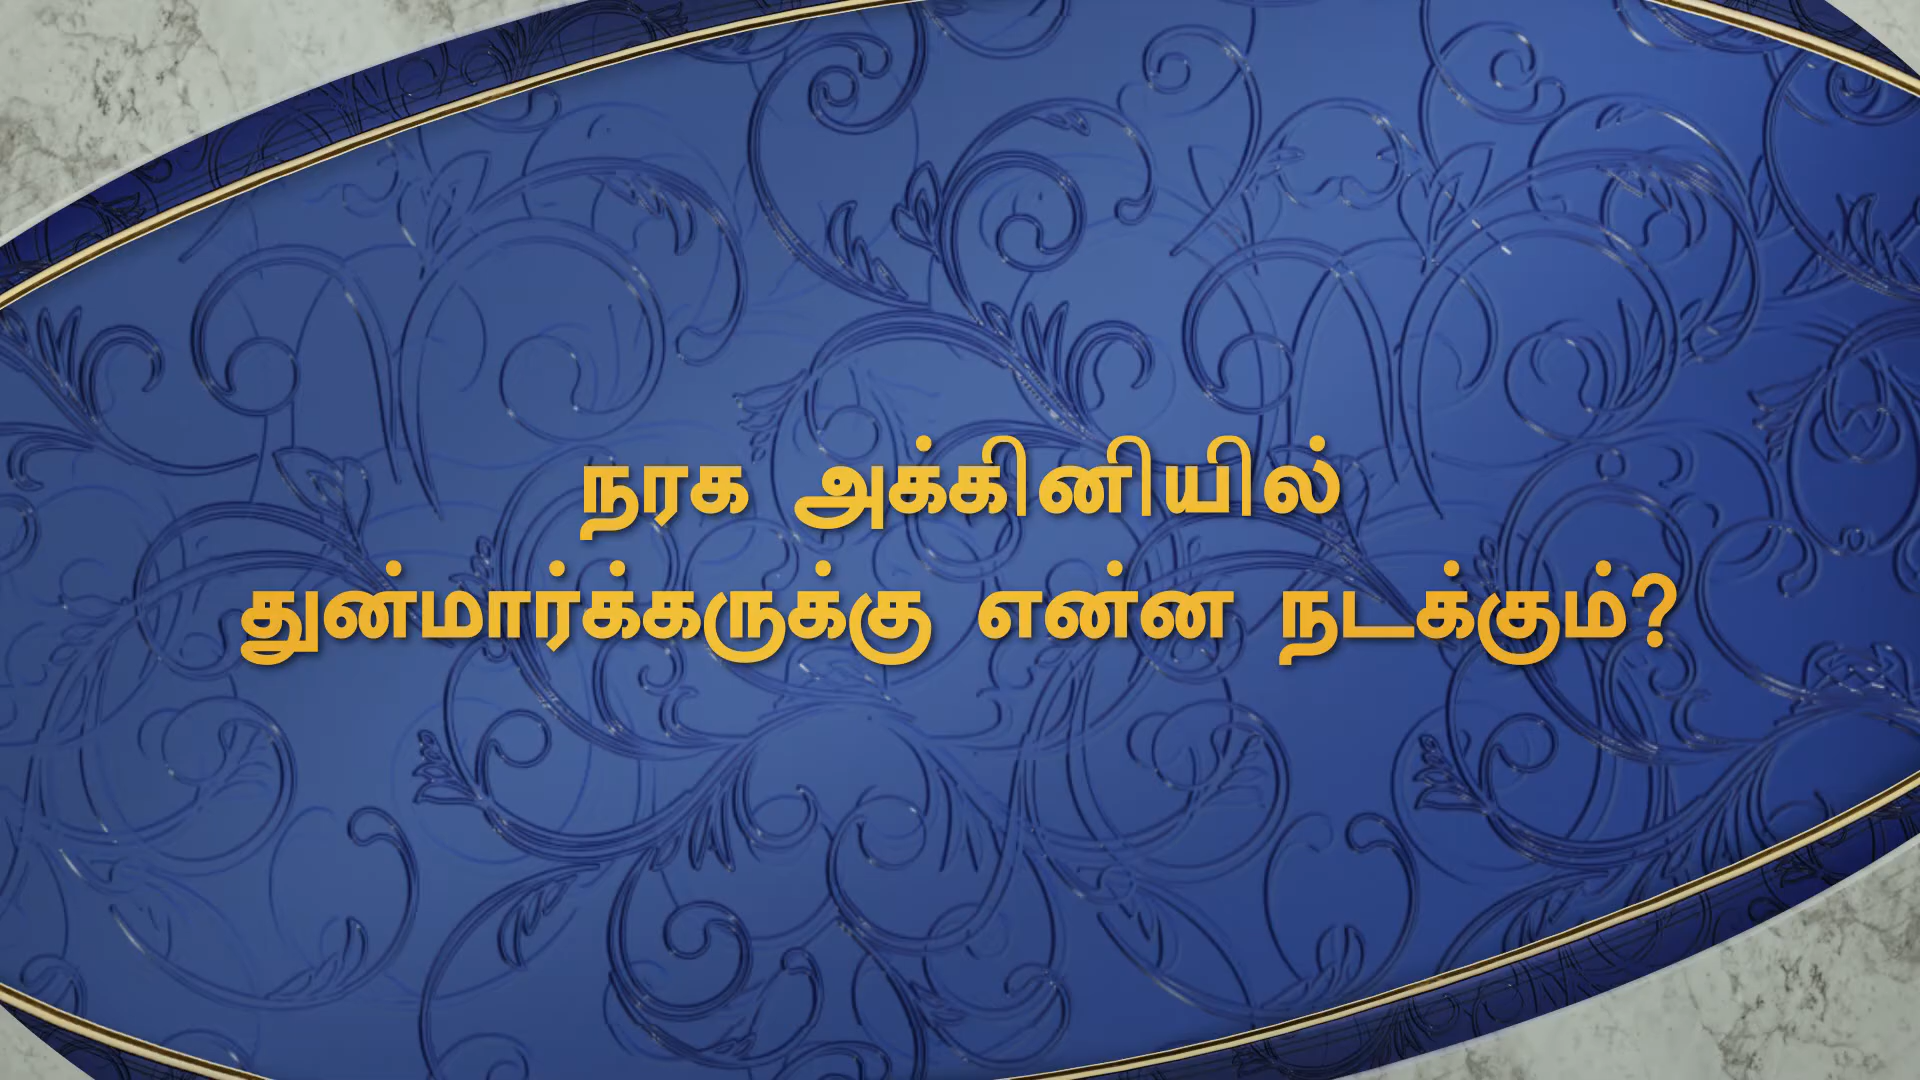 நரக அக்கினியில்
துன்மார்க்கருக்கு என்ன நடக்கும்?